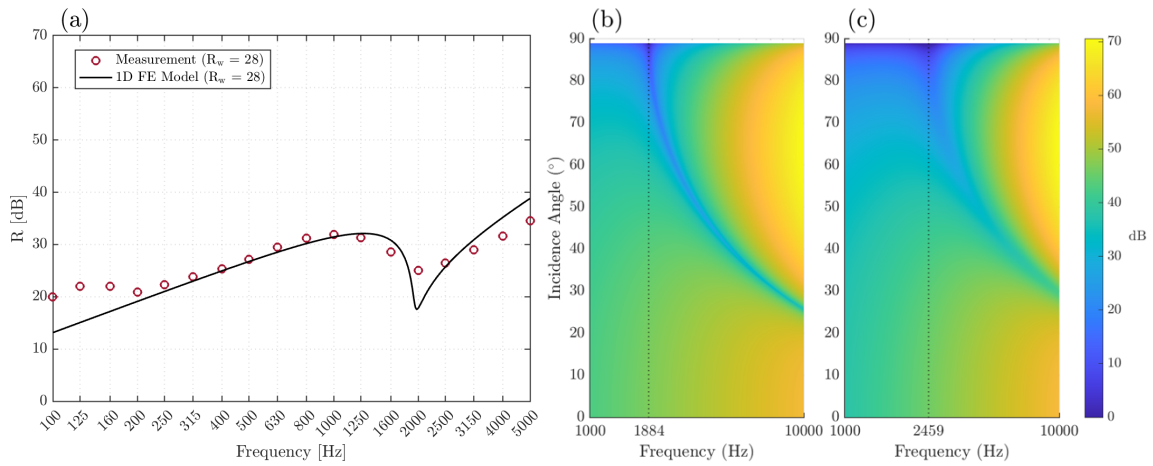 (a)
70
60
50
40
30
20
10
0
R [dB]
Measurement (R_w = 28)
1D FE Model (R_w = 28)
100 125 160 200 250 315 400 500 630 800 1000 1250 1600 2000 2500 3150 4000 5000
Frequency [Hz]
(b)
90
80
70
60
50
40
30
20
10
0
Incidence Angle (°)
1000 1884 10000
Frequency (Hz)
(c)
90
80
70
60
50
40
30
20
10
0
1000 2459 10000
Frequency (Hz)
70
60
50
40
30
20
10
0
dB